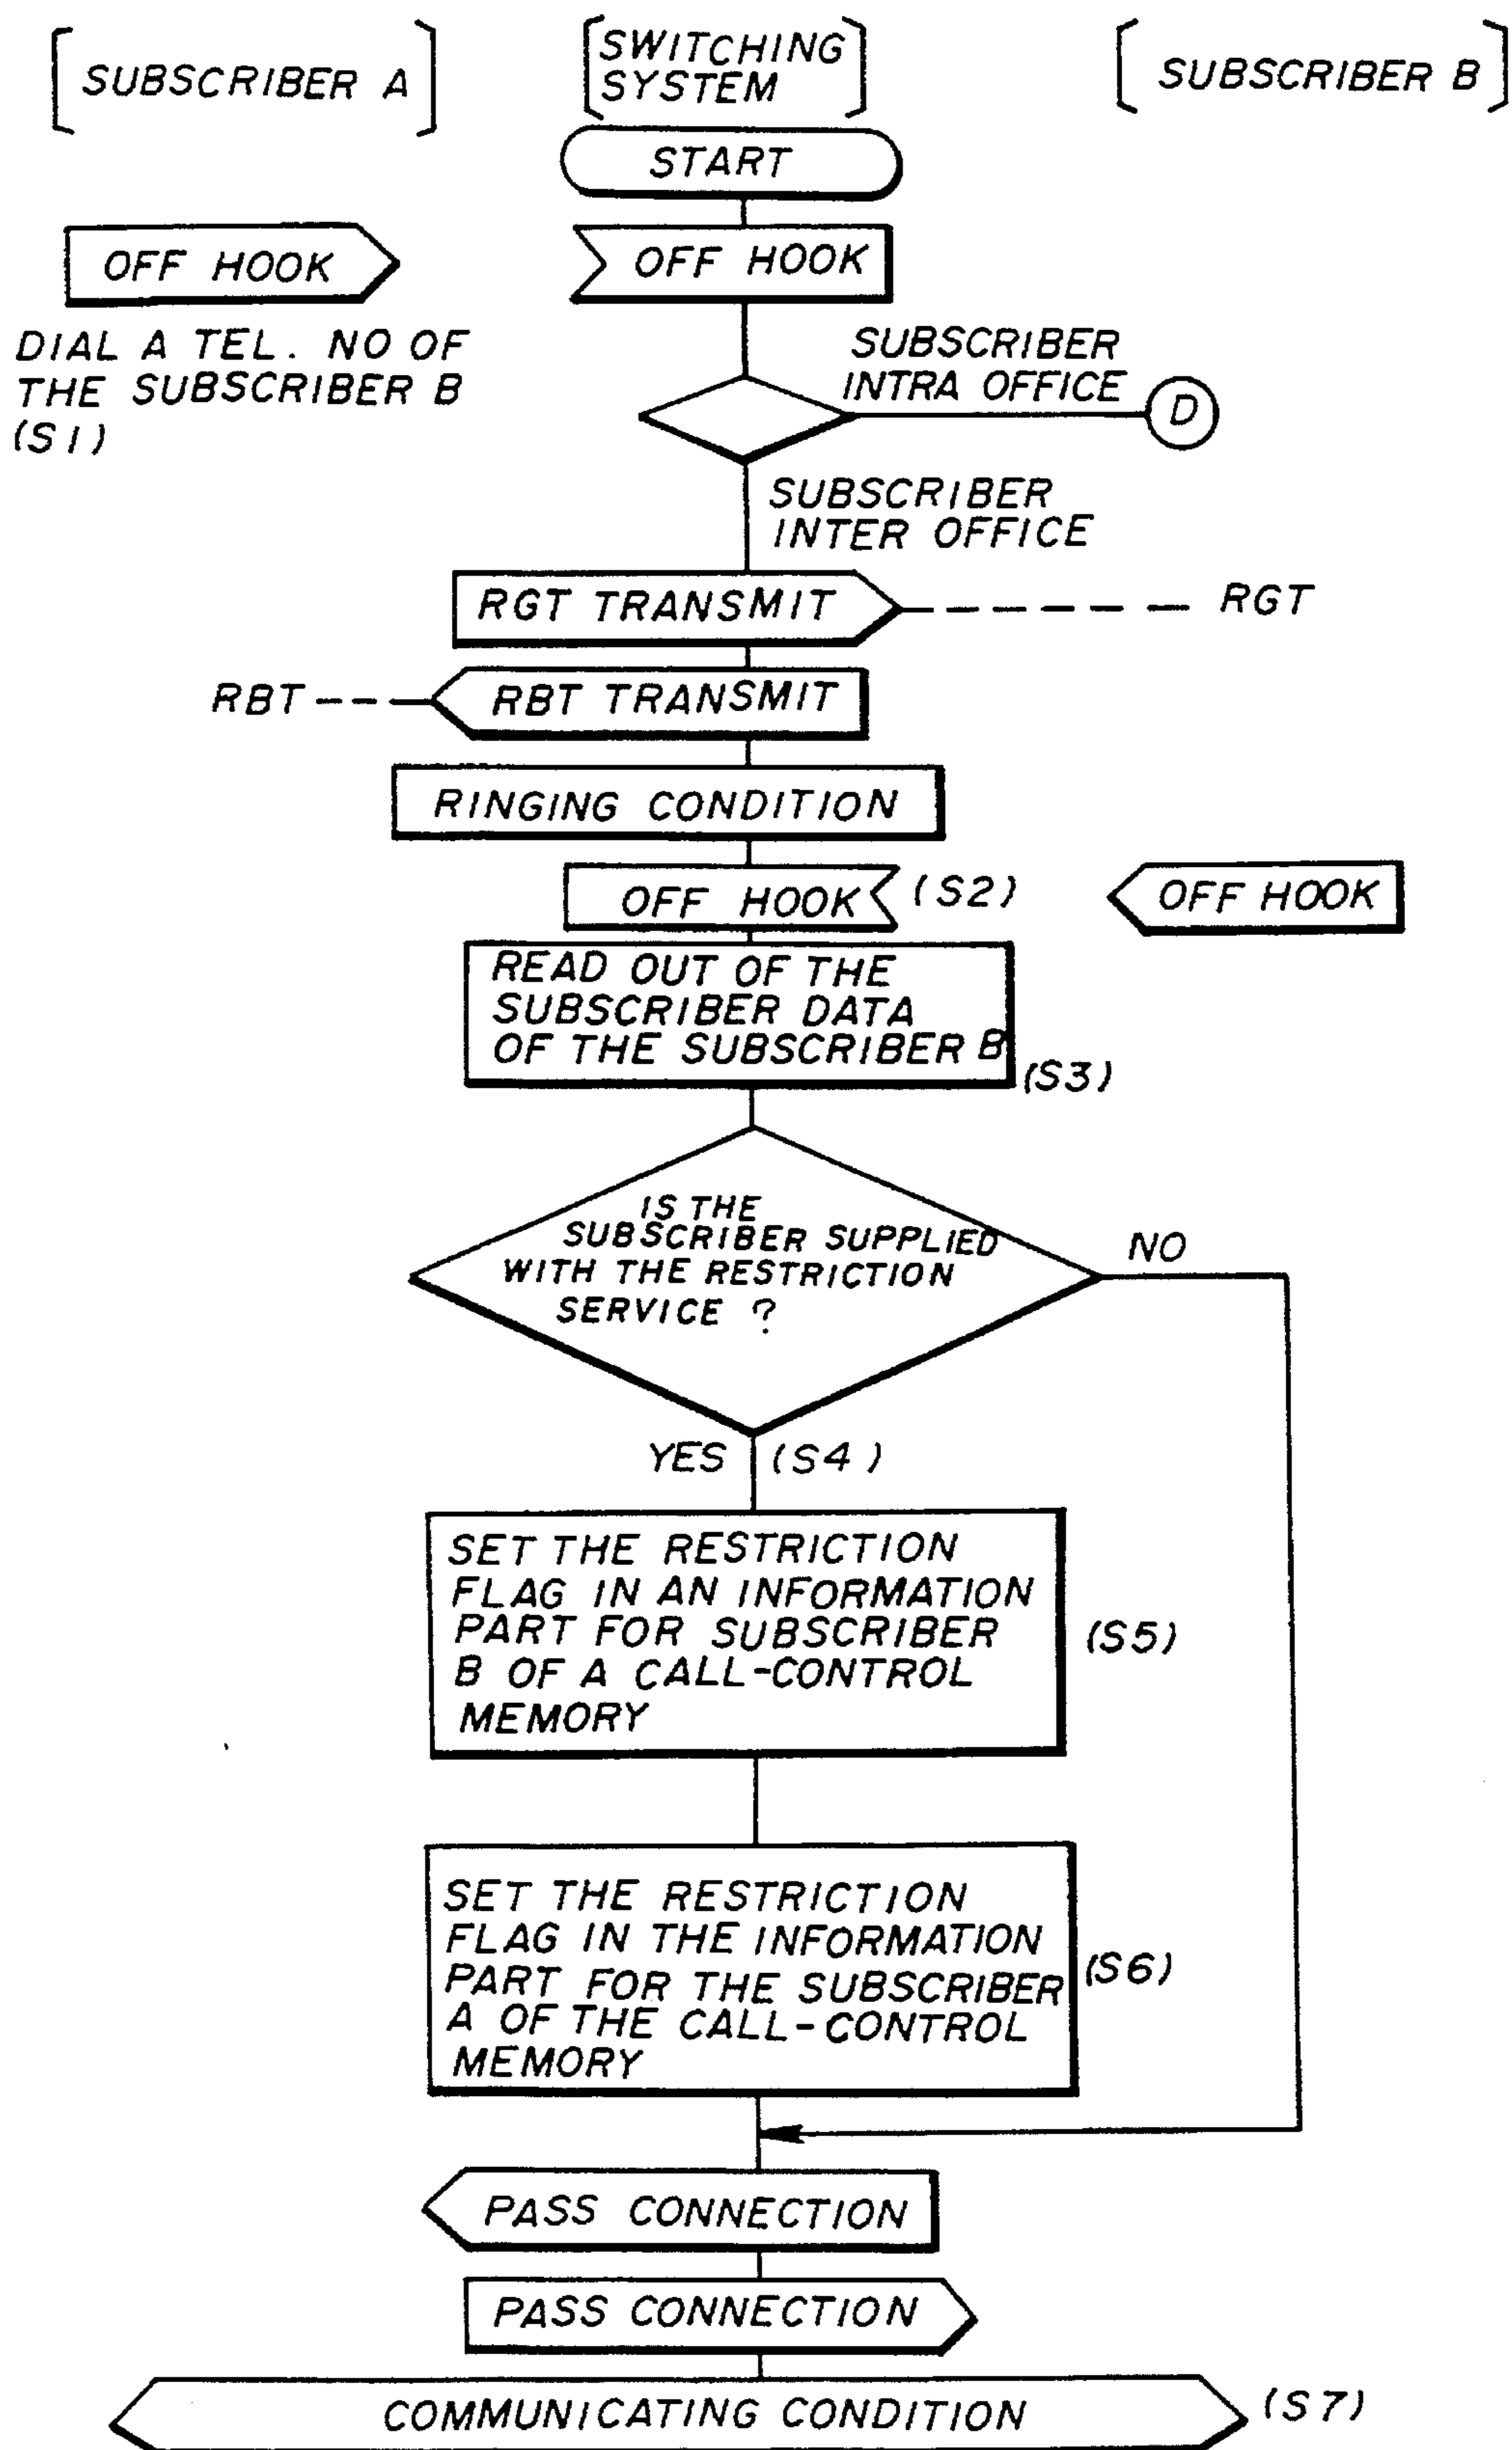 SUBSCRIBER A
SWITCHING
SYSTEM
SUBSCRIBER B
START
OFF HOOK
OFF HOOK
DIAL A TEL. NO OF
THE SUBSCRIBER B
(S1)
SUBSCRIBER
INTRA OFFICE
D
SUBSCRIBER
INTER OFFICE
RGT TRANSMIT
RGT
RBT
RBT TRANSMIT
RINGING CONDITION
OFF HOOK
(S2)
OFF HOOK
READ OUT OF THE
SUBSCRIBER DATA
OF THE SUBSCRIBER B
(S3)
IS THE
SUBSCRIBER SUPPLIED
WITH THE RESTRICTION
SERVICE ?
NO
YES
(S4)
SET THE RESTRICTION
FLAG IN AN INFORMATION
PART FOR SUBSCRIBER
B OF A CALL-CONTROL
MEMORY
(S5)
SET THE RESTRICTION
FLAG IN THE INFORMATION
PART FOR THE SUBSCRIBER
A OF THE CALL-CONTROL
MEMORY
(S6)
PASS CONNECTION
PASS CONNECTION
COMMUNICATING CONDITION
(S7)